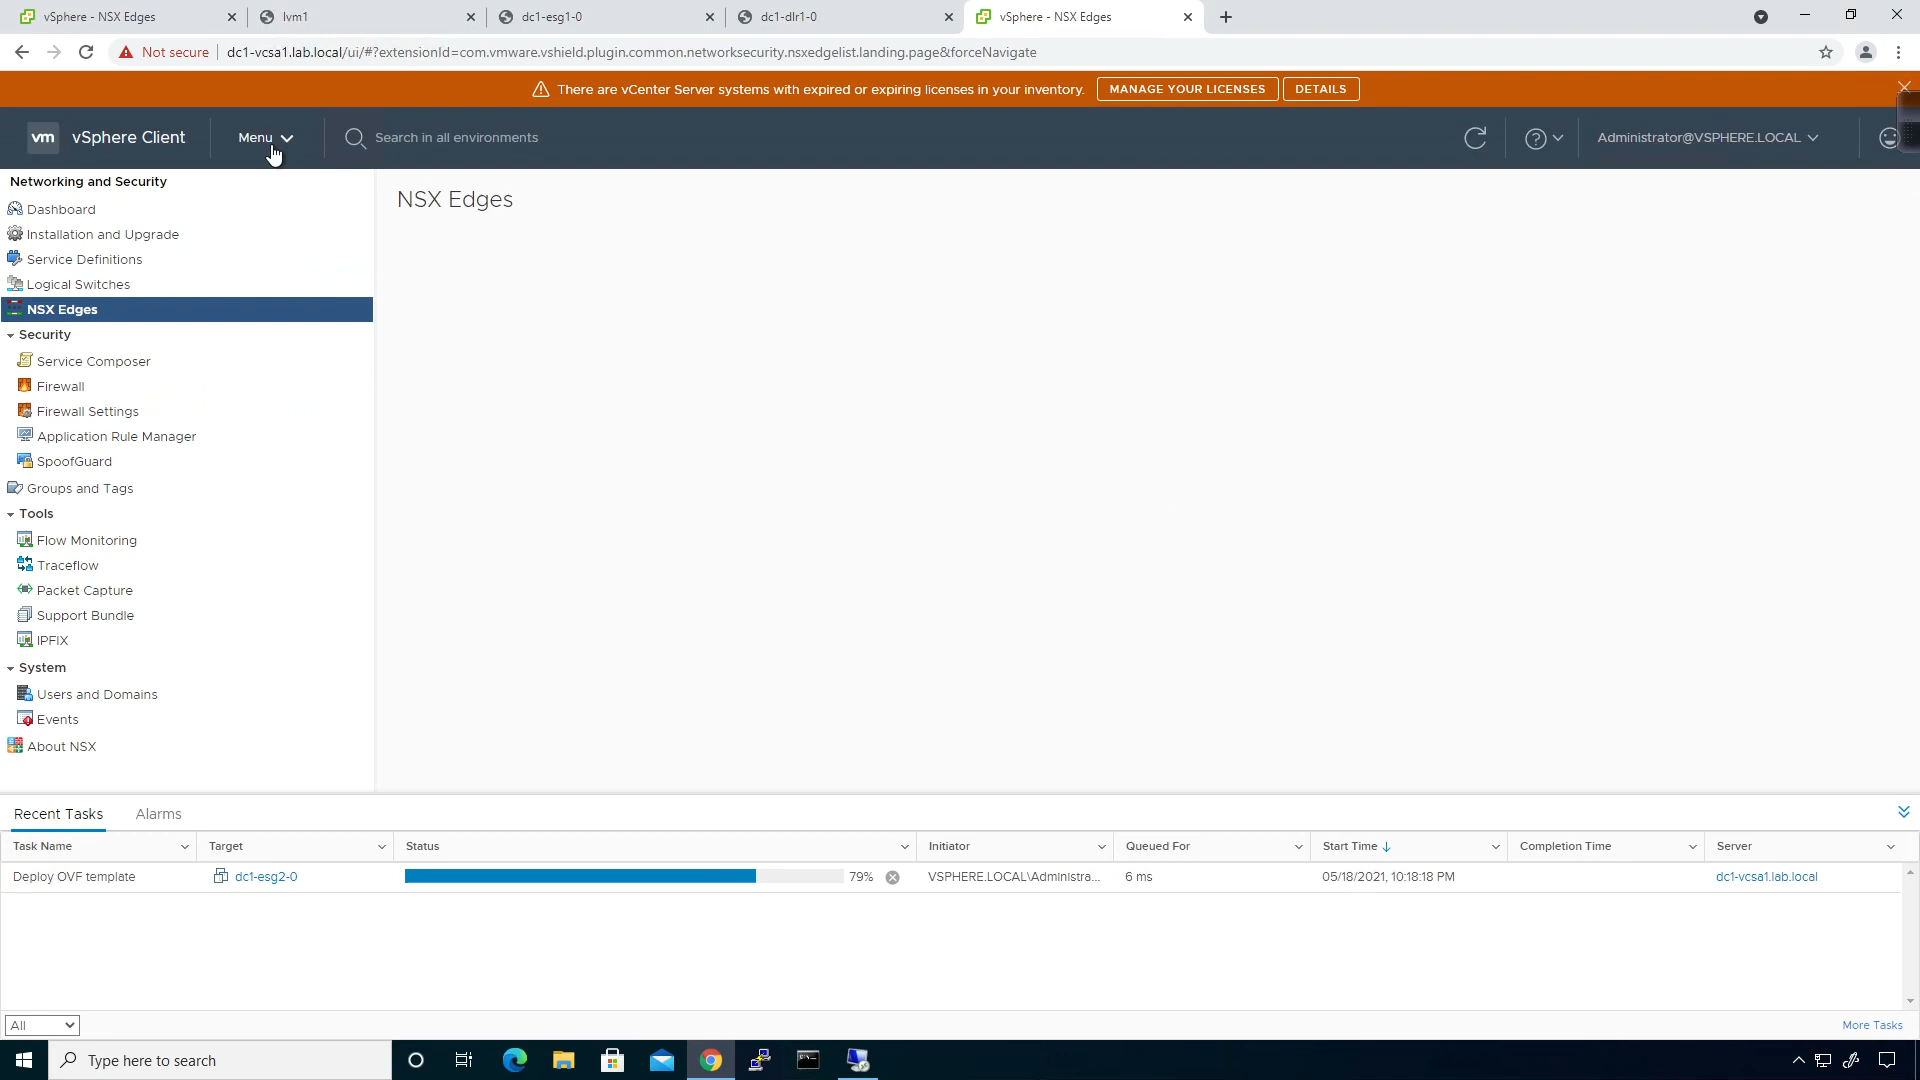 vSphere - NSX Edges
lvm1
dc1-esg1-0
dc1-dlr1-0
vSphere - NSX Edges
Not secure
dc1-vcsa1.lab.local/ui/#?extensionId=com.vmware.vshield.plugin.common.networksecurity.nsxedgelist.landing.page&forceNavigate
There are vCenter Server systems with expired or expiring licenses in your inventory.
MANAGE YOUR LICENSES
DETAILS
vm
vSphere Client
Menu
Search in all environments
Administrator@VSPHERE.LOCAL
Networking and Security
Dashboard
Installation and Upgrade
Service Definitions
Logical Switches
NSX Edges
Security
Service Composer
Firewall
Firewall Settings
Application Rule Manager
SpoofGuard
Groups and Tags
Tools
Flow Monitoring
Traceflow
Packet Capture
Support Bundle
IPFIX
System
Users and Domains
Events
About NSX
NSX Edges
Recent Tasks
Alarms
Task Name
Target
Status
Initiator
Queued For
Start Time
Completion Time
Server
Deploy OVF template
dc1-esg2-0
79%
VSPHERE.LOCAL\Administra...
6 ms
05/18/2021, 10:18:18 PM
dc1-vcsa1.lab.local
All
More Tasks
Type here to search